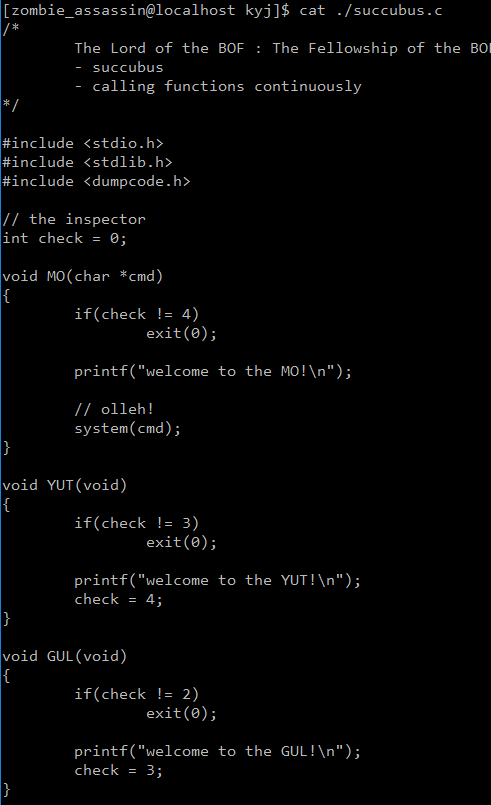 [zombie_assassin@localhost kyj]$ cat ./succubus.c
/*
        The Lord of the BOF : The Fellowship of the BO
        - succubus
        - calling functions continuously
*/

#include <stdio.h>
#include <stdlib.h>
#include <dumpcode.h>

// the inspector
int check = 0;

void MO(char *cmd)
{
        if(check != 4)
                exit(0);

        printf("welcome to the MO!\n");

        // olleh!
        system(cmd);
}

void YUT(void)
{
        if(check != 3)
                exit(0);

        printf("welcome to the YUT!\n");
        check = 4;
}

void GUL(void)
{
        if(check != 2)
                exit(0);

        printf("welcome to the GUL!\n");
        check = 3;
}